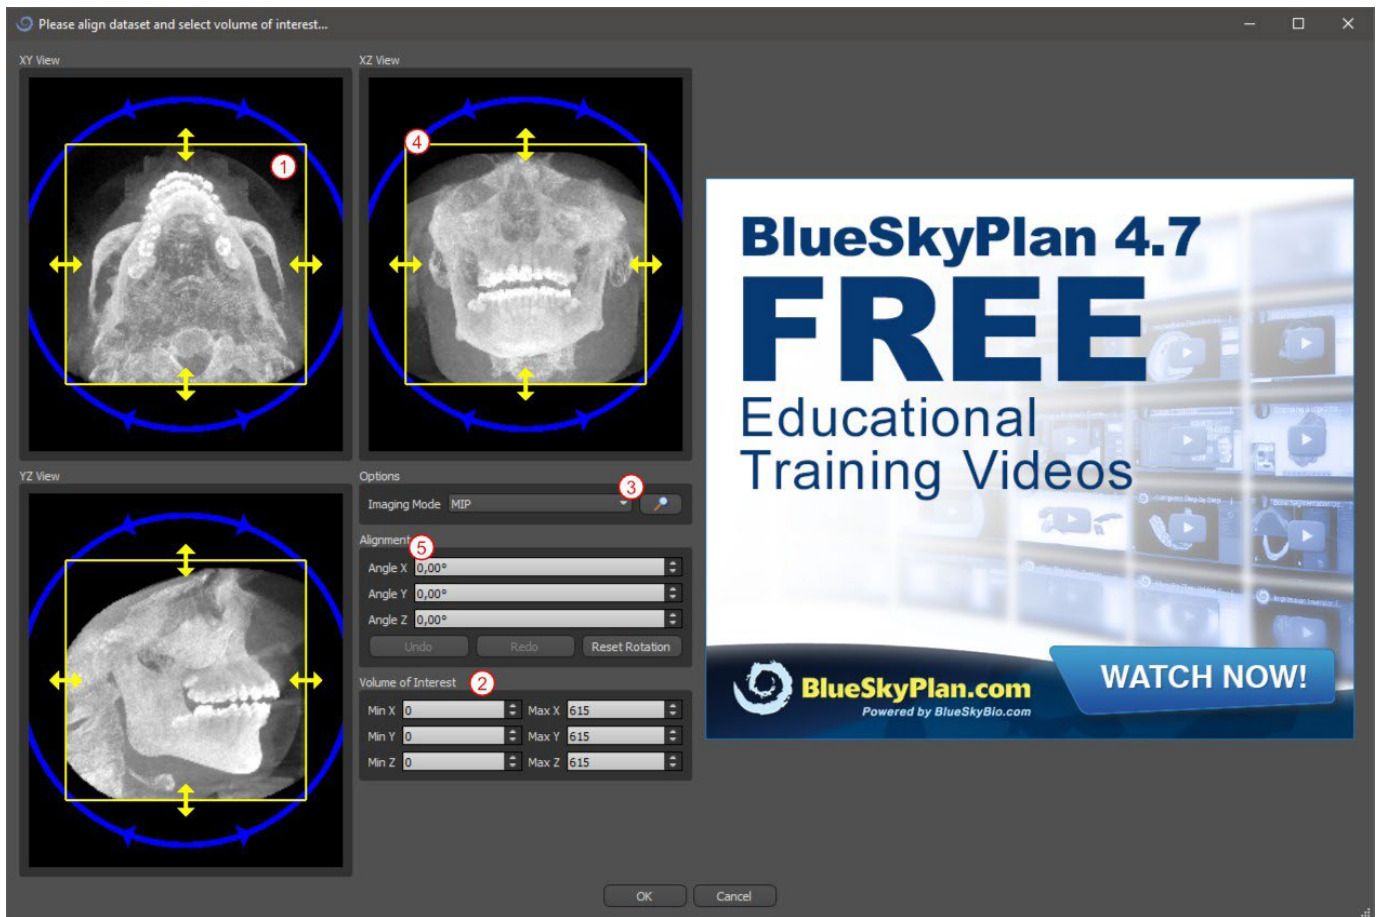 Please align dataset and select volume of interest...
XY View
XZ View
1
4
YZ View
Options
Imaging Mode MIP
3
Alignment
5
Angle X 0,00°
Angle Y 0,00°
Angle Z 0,00°
Undo Redo Reset Rotation
Volume of Interest 2
Min X 0 Max X 615
Min Y 0 Max Y 615
Min Z 0 Max Z 615
BlueSkyPlan 4.7
FREE
Educational
Training Videos
BlueSkyPlan.com
Powered by BlueSkyBio.com
WATCH NOW!
OK Cancel